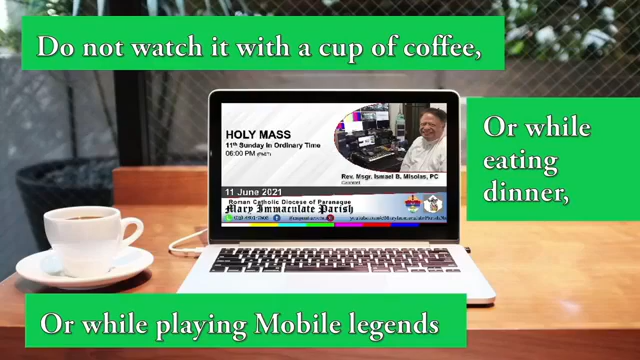 Do not watch it with a cup of coffee,
HOLY MASS
11th Sunday In Ordinary Time
06:00 PM
Rev. Msgr. Ismael B. Misolas, PC
11 June 2021
Roman Catholic Diocese of Paranaque
Mary Immaculate Parish
Or while
eating
dinner,
Or while playing Mobile legends